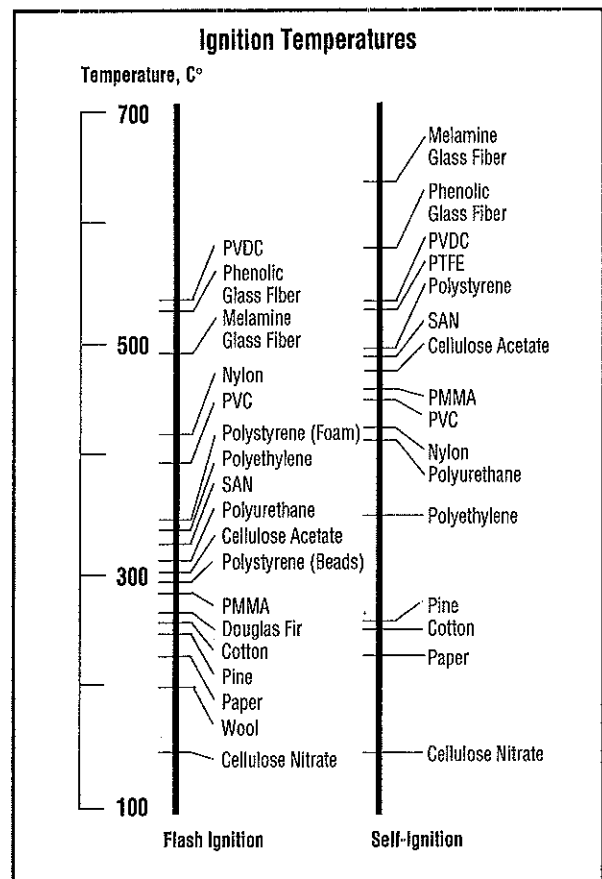 Ignition Temperatures
Temperature, C°
700
500
300
100
PVDC
Phenolic
Glass Fiber
Melamine
Glass Fiber
Nylon
PVC
Polystyrene (Foam)
Polyethylene
SAN
Polyurethane
Cellulose Acetate
Polystyrene (Beads)
PMMA
Douglas Fir
Cotton
Pine
Paper
Wool
Cellulose Nitrate
Flash Ignition
Melamine
Glass Fiber
Phenolic
Glass Fiber
PVDC
PTFE
Polystyrene
SAN
Cellulose Acetate
PMMA
PVC
Nylon
Polyurethane
Polyethylene
Pine
Cotton
Paper
Cellulose Nitrate
Self-Ignition